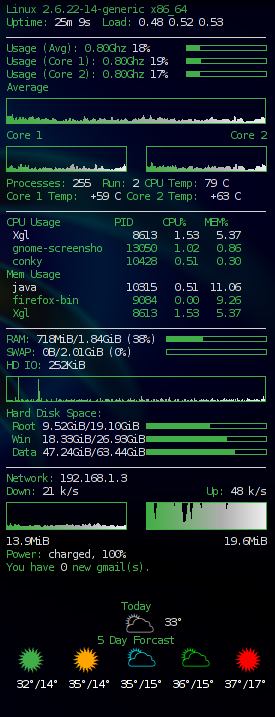 Linux 2.6.22-14-generic x86_64
Uptime: 25m 9s Load: 0.48 0.52 0.53
Usage (Avg): 0.80Ghz 18%
Usage (Core 1): 0.80Ghz 19%
Usage (Core 2): 0.80Ghz 17%
Average
Core 1 Core 2
Processes: 255 Run: 2 CPU Temp: 79 C
Core 1 Temp: +59 C Core 2 Temp: +63 C
CPU Usage PID CPU% MEM%
Xgl 8613 1.53 5.37
gnome-screensho 13050 1.02 0.86
conky 10428 0.51 0.30
Mem Usage
java 10315 0.51 11.06
firefox-bin 9084 0.00 9.26
Xgl 8613 1.53 5.37
RAM: 718MiB/1.84GiB (38%)
SWAP: 0B/2.01GiB (0%)
HD IO: 252KiB
Hard Disk Space:
Root 9.52GiB/19.10GiB
Win 18.33GiB/26.93GiB
Data 47.24GiB/63.44GiB
Network: 192.168.1.3
Down: 21 k/s Up: 48 k/s
13.9MiB 19.6MiB
Power: charged, 100%
You have 0 new gmail(s).
Today
33°
5 Day Forcast
32°/14° 35°/14° 35°/15° 36°/15° 37°/17°